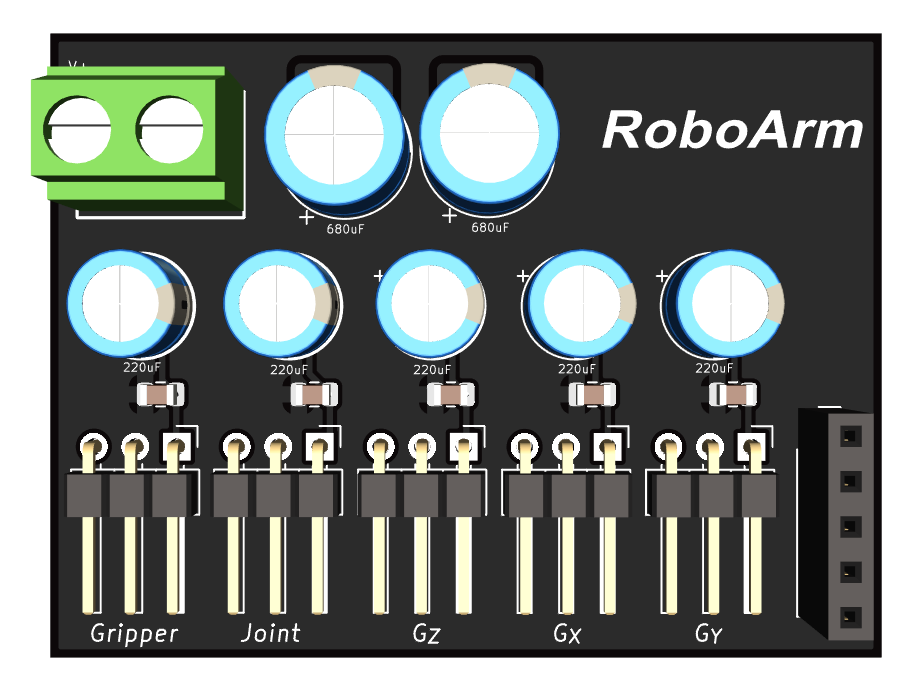 V+
RoboArm
+ 680uF
+ 680uF
+ + +
220uF 220uF 220uF 220uF 220uF
Gripper Joint Gz Gx GY